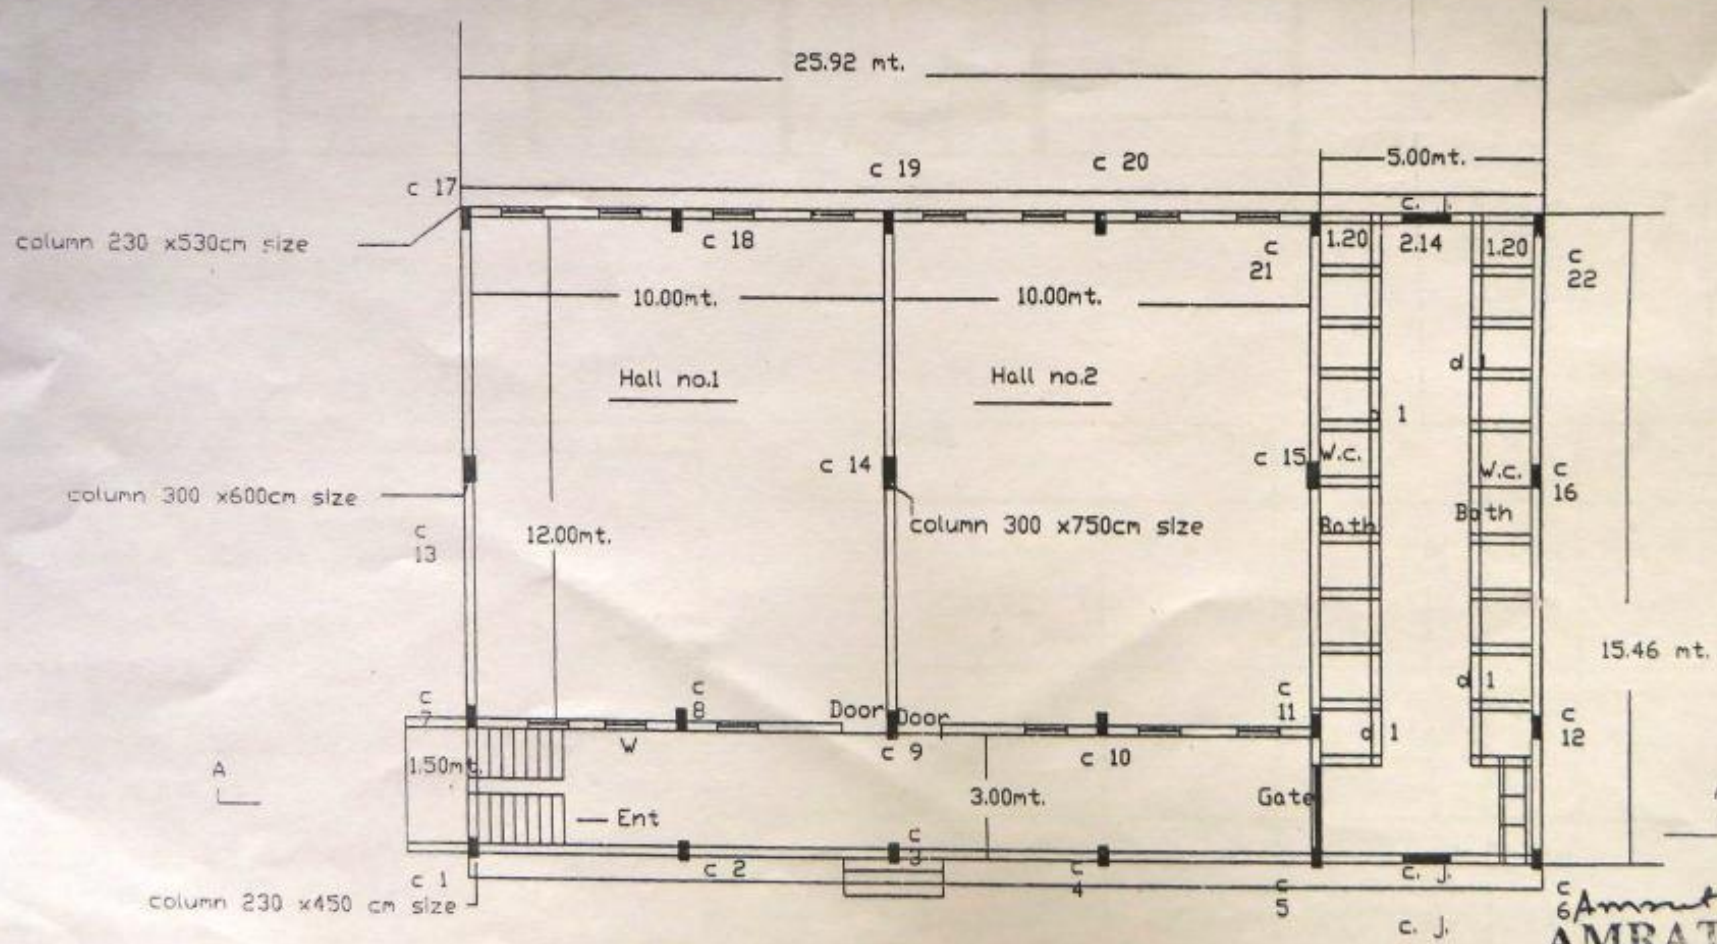 25.92 mt.
5.00mt.
c 17
c 19
c 20
c. j.
column 230 x530cm size
c 18
c
21
1.20
2.14
1.20
c
22
10.00mt.
10.00mt.
Hall no.1
Hall no.2
d 1
1
c 14
c 15
W.c.
W.c.
c
16
column 300 x600cm size
column 300 x750cm size
Bath
Bath
c
13
12.00mt.
15.46 mt.
c
7
c
8
Door
Door
c
11
d 1
c
12
W
c 9
c 10
d 1
A
1.50mt.
3.00mt.
Gate
Ent
c
3
c 1
c 2
c
4
c. j.
c
5
column 230 x450 cm size
c
6
c. j.